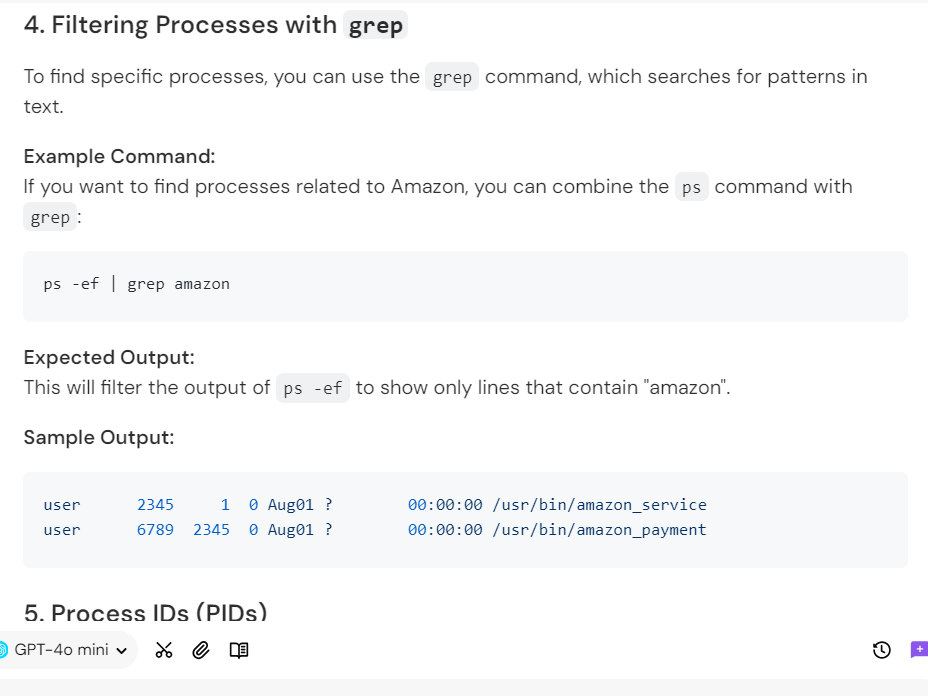 4. Filtering Processes with grep
To find specific processes, you can use the grep command, which searches for patterns in
text.
Example Command:
If you want to find processes related to Amazon, you can combine the ps command with
grep :
ps -ef | grep amazon
Expected Output:
This will filter the output of ps -ef to show only lines that contain "amazon".
Sample Output:
user      2345     1  0 Aug01 ?        00:00:00 /usr/bin/amazon_service
user      6789  2345  0 Aug01 ?        00:00:00 /usr/bin/amazon_payment
5. Process IDs (PIDs)
GPT-4o mini